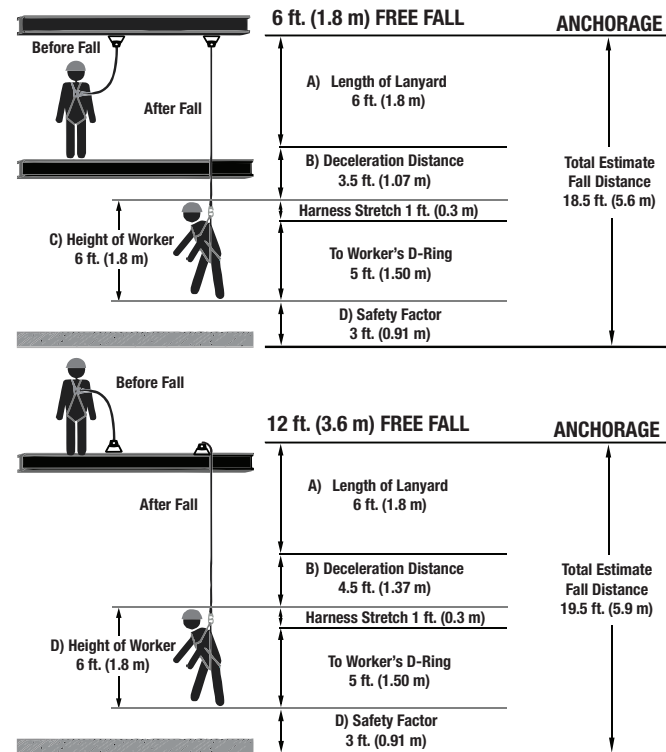 6 ft. (1.8 m) FREE FALL
ANCHORAGE
Before Fall
After Fall
A) Length of Lanyard
6 ft. (1.8 m)
B) Deceleration Distance
3.5 ft. (1.07 m)
Total Estimate
Fall Distance
18.5 ft. (5.6 m)
Harness Stretch 1 ft. (0.3 m)
C) Height of Worker
6 ft. (1.8 m)
To Worker's D-Ring
5 ft. (1.50 m)
D) Safety Factor
3 ft. (0.91 m)
Before Fall
12 ft. (3.6 m) FREE FALL
ANCHORAGE
After Fall
A) Length of Lanyard
6 ft. (1.8 m)
B) Deceleration Distance
4.5 ft. (1.37 m)
Total Estimate
Fall Distance
19.5 ft. (5.9 m)
Harness Stretch 1 ft. (0.3 m)
D) Height of Worker
6 ft. (1.8 m)
To Worker's D-Ring
5 ft. (1.50 m)
D) Safety Factor
3 ft. (0.91 m)